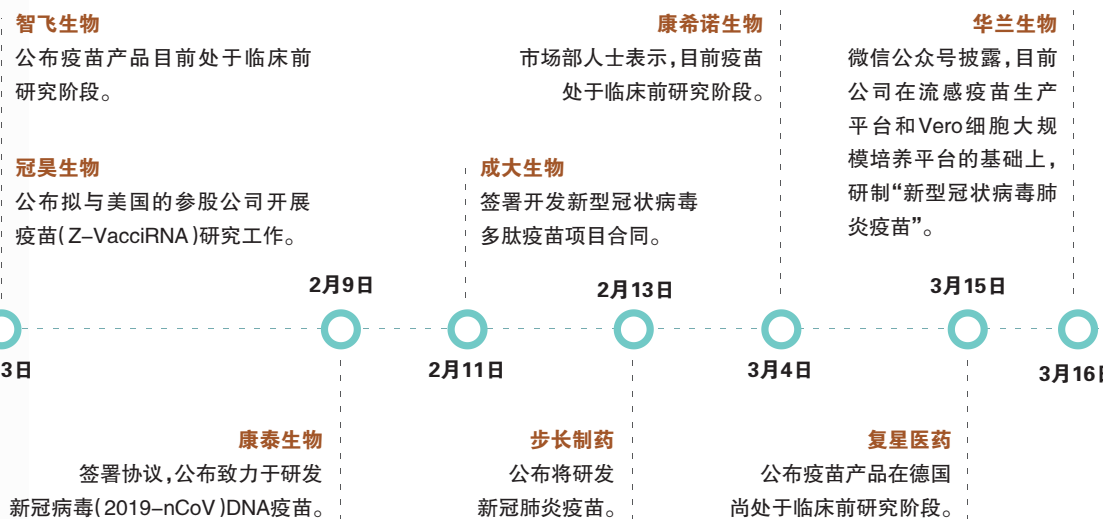 智飞生物
公布疫苗产品目前处于临床前
研究阶段。
冠昊生物
公布拟与美国的参股公司开展
疫苗(Z–VacciRNA)研究工作。
康希诺生物
市场部人士表示,目前疫苗
处于临床前研究阶段。
成大生物
签署开发新型冠状病毒
多肽疫苗项目合同。
华兰生物
微信公众号披露,目前
公司在流感疫苗生产
平台和Vero细胞大规
模培养平台的基础上,
研制“新型冠状病毒肺
炎疫苗”。
2月9日
2月13日
3月15日
3日
2月11日
3月4日
3月16日
康泰生物
签署协议,公布致力于研发
新冠病毒(2019–nCoV)DNA疫苗。
步长制药
公布将研发
新冠肺炎疫苗。
复星医药
公布疫苗产品在德国
尚处于临床前研究阶段。